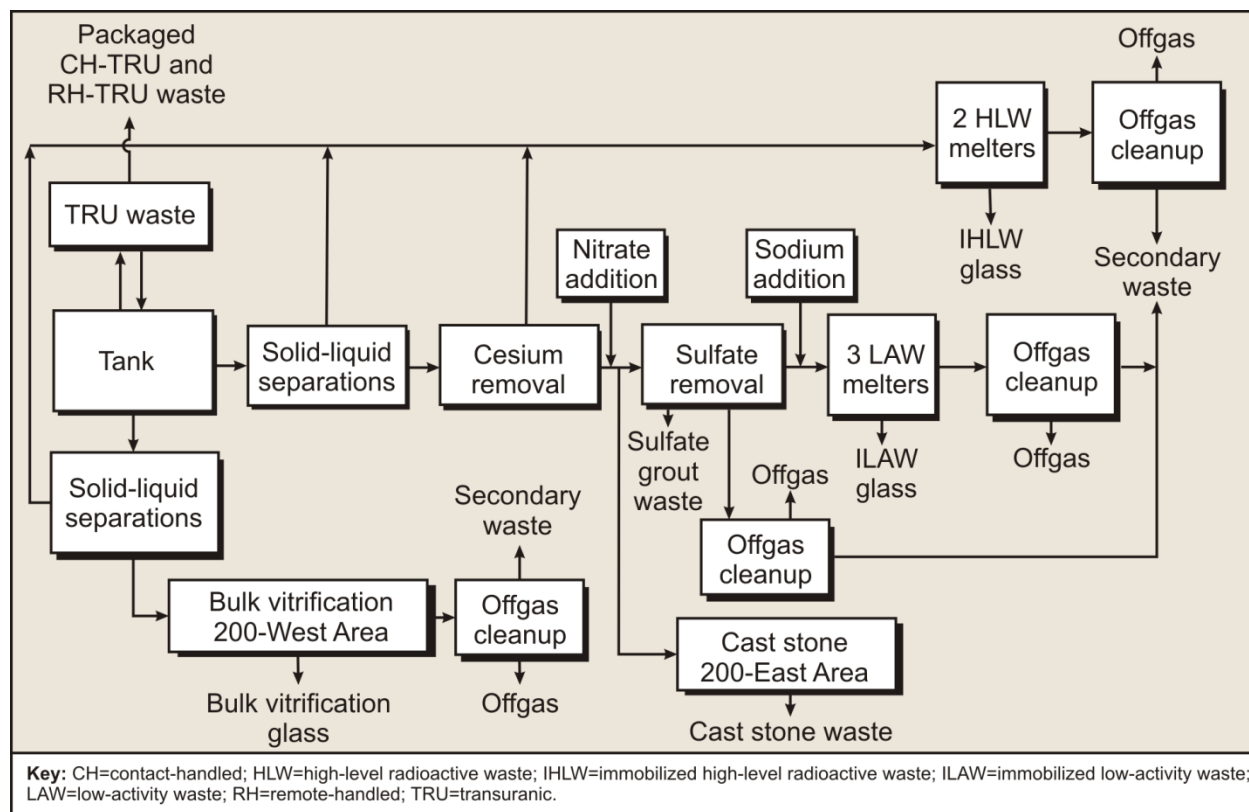 Packaged
CH-TRU and
RH-TRU waste
Offgas
2 HLW
melters
Offgas
cleanup
TRU waste
IHLW
glass
Secondary
waste
Nitrate
addition
Sodium
addition
Tank
Solid-liquid
separations
Cesium
removal
Sulfate
removal
3 LAW
melters
Offgas
cleanup
Sulfate
grout
waste
ILAW
glass
Offgas
Solid-liquid
separations
Secondary
waste
Offgas
Offgas
cleanup
Bulk vitrification
200-West Area
Offgas
cleanup
Cast stone
200-East Area
Bulk vitrification
glass
Offgas
Cast stone waste
Key: CH=contact-handled; HLW=high-level radioactive waste; IHLW=immobilized high-level radioactive waste; ILAW=immobilized low-activity waste;
LAW=low-activity waste; RH=remote-handled; TRU=transuranic.